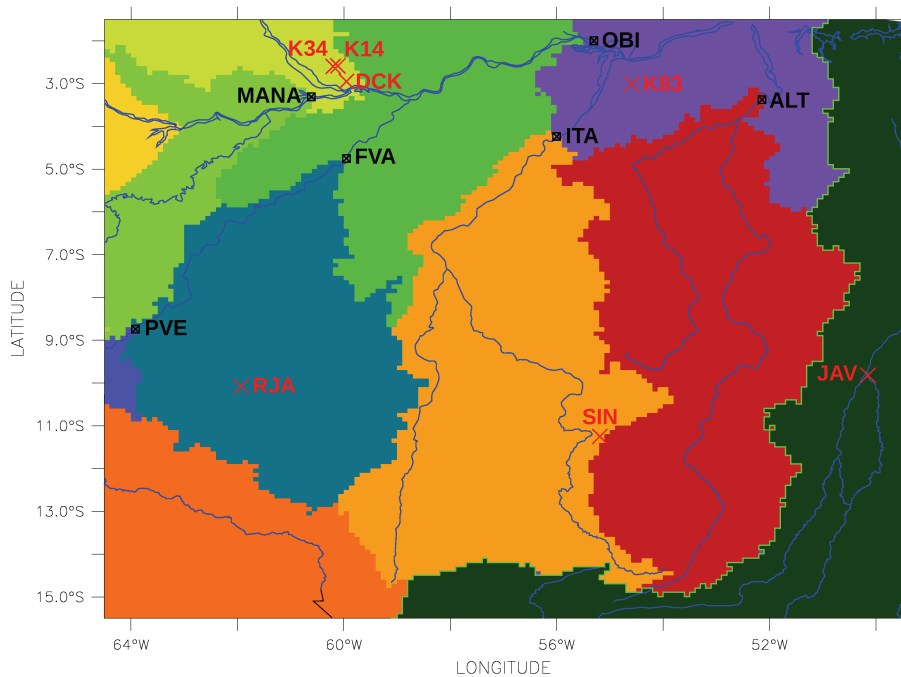 OBI
K34 K14
DCK
K83
3.0°S
MANA
ALT
ITA
FVA
5.0°S
7.0°S
LATITUDE
PVE
9.0°S
RJA
JAV
SIN
11.0°S
13.0°S
15.0°S
64°W 60°W 56°W 52°W
LONGITUDE